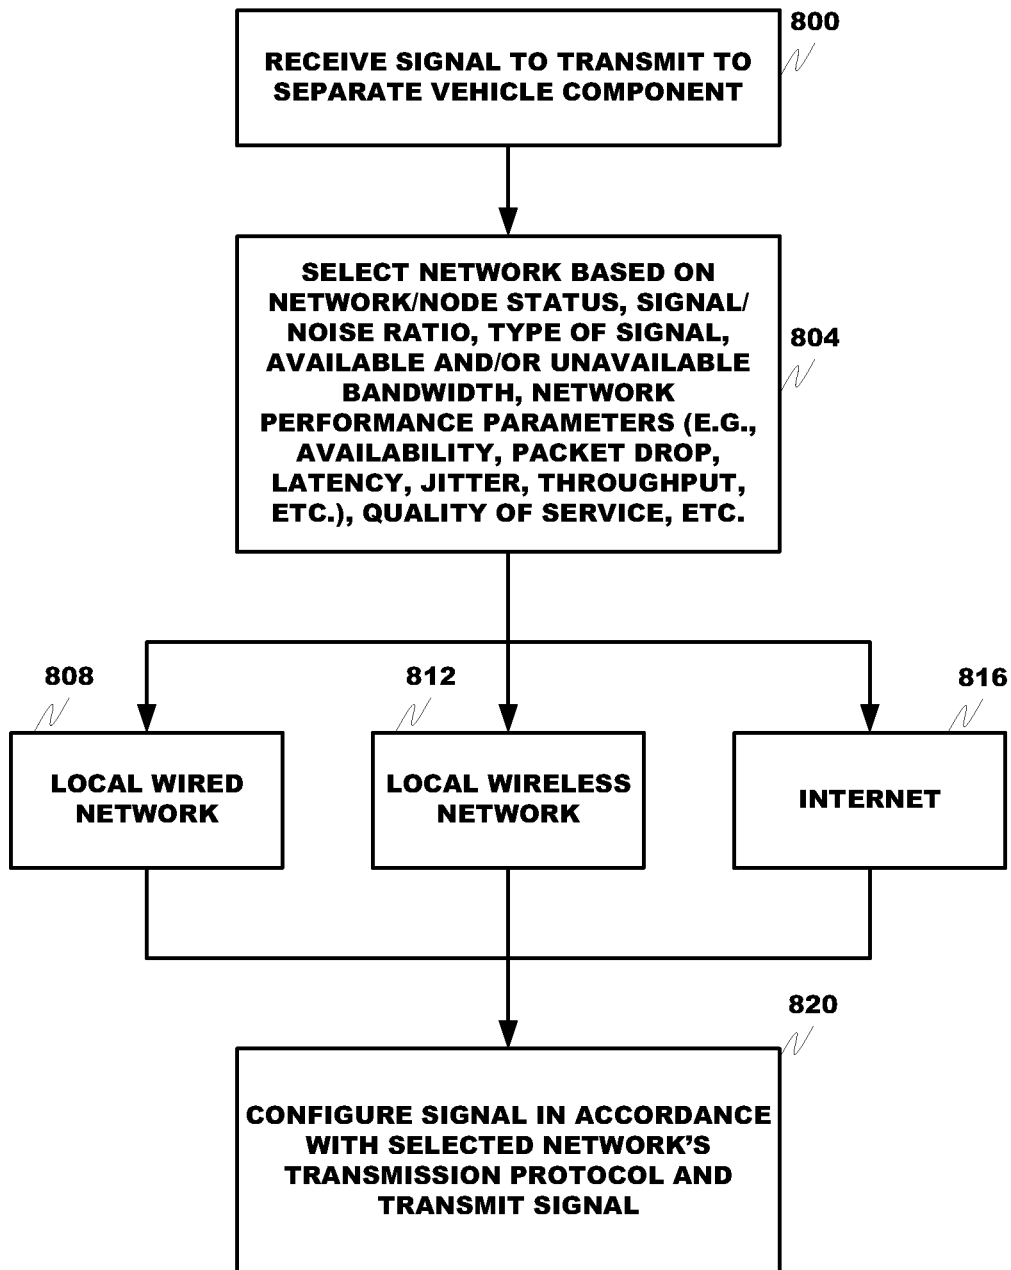 800
RECEIVE SIGNAL TO TRANSMIT TO
SEPARATE VEHICLE COMPONENT
SELECT NETWORK BASED ON
NETWORK/NODE STATUS, SIGNAL/
NOISE RATIO, TYPE OF SIGNAL,
AVAILABLE AND/OR UNAVAILABLE
BANDWIDTH, NETWORK
PERFORMANCE PARAMETERS (E.G.,
AVAILABILITY, PACKET DROP,
LATENCY, JITTER, THROUGHPUT,
ETC.), QUALITY OF SERVICE, ETC.
804
808
812
816
LOCAL WIRED
NETWORK
LOCAL WIRELESS
NETWORK
INTERNET
820
CONFIGURE SIGNAL IN ACCORDANCE
WITH SELECTED NETWORK’S
TRANSMISSION PROTOCOL AND
TRANSMIT SIGNAL